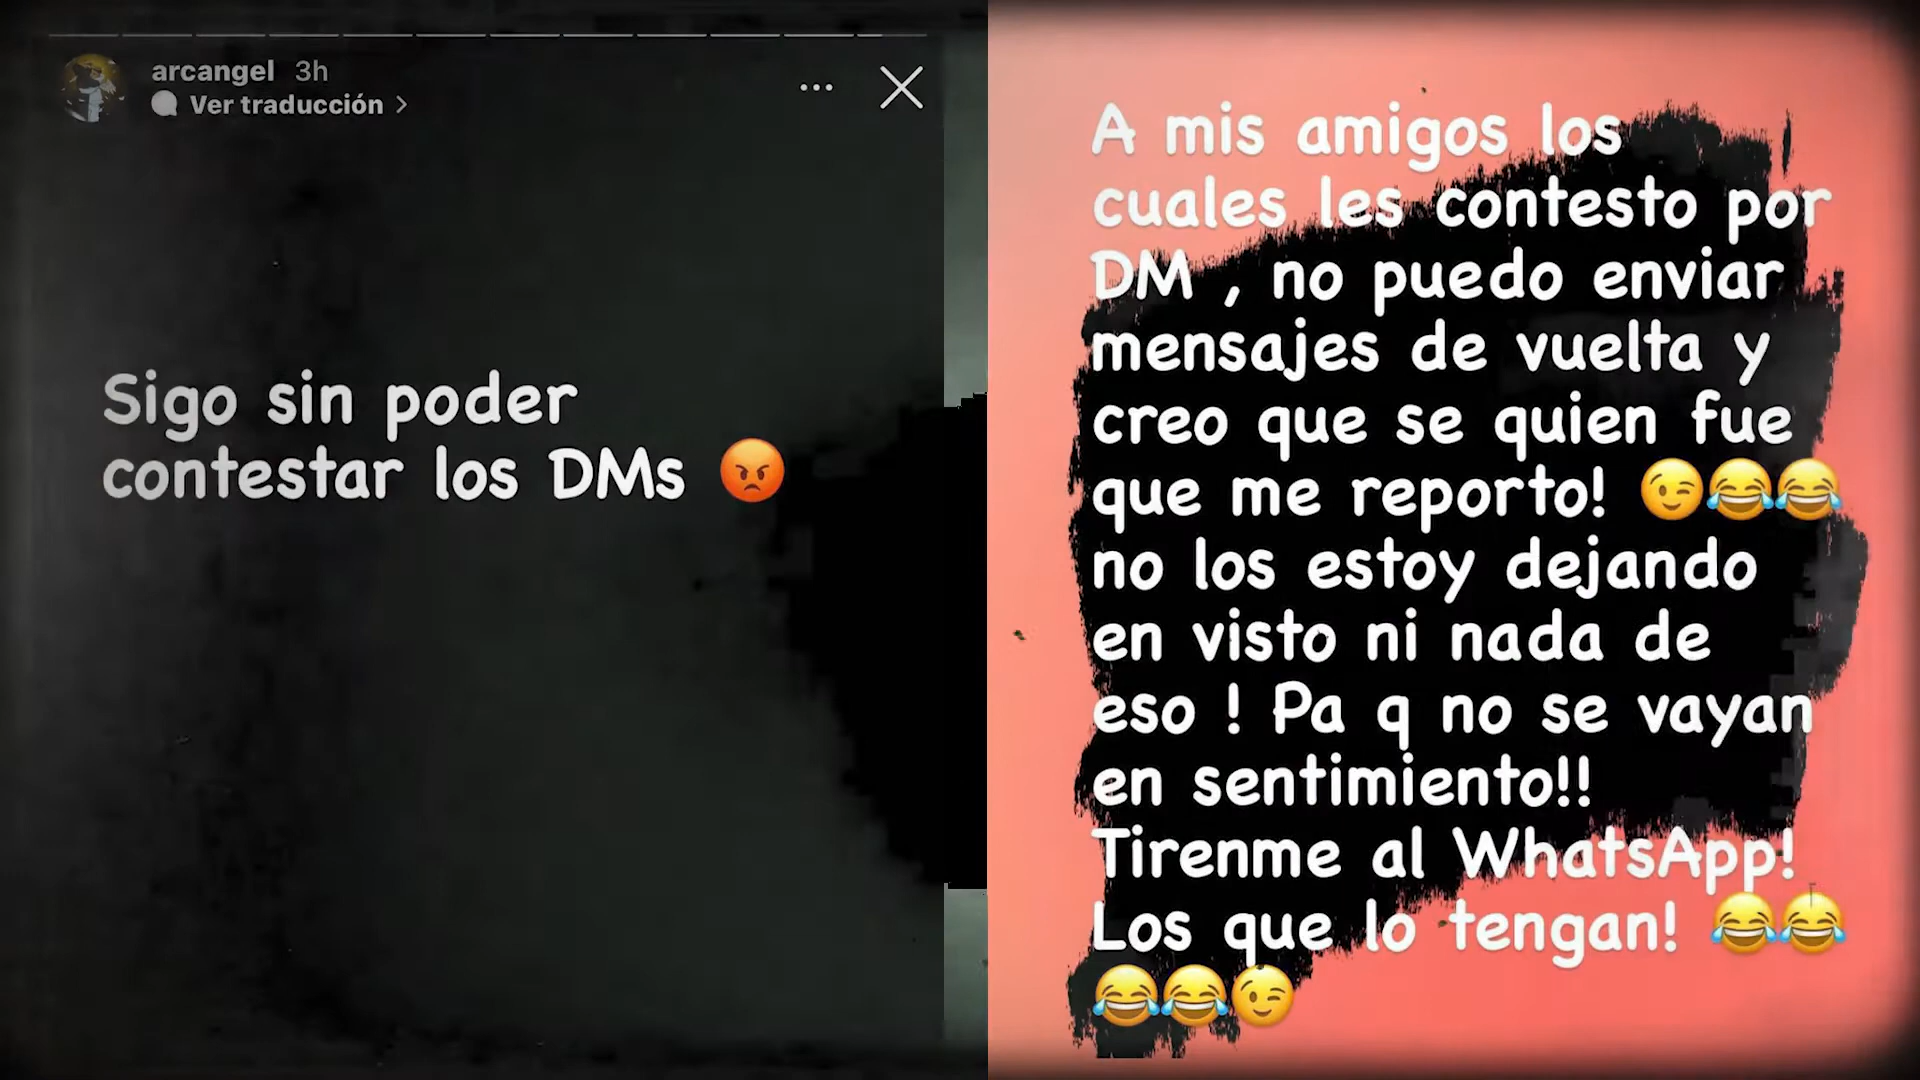 arcangel 3h
Ver traducción
Sigo sin poder
contestar los DMs 😡
A mis amigos los
cuales les contesto por
DM , no puedo enviar
mensajes de vuelta y
creo que se quien fue
que me reporto! 😉😂😂
no los estoy dejando
en visto ni nada de
eso ! Pa q no se vayan
en sentimiento!!
Tirenme al WhatsApp!
Los que lo tengan! 😂😂
😂😂😉